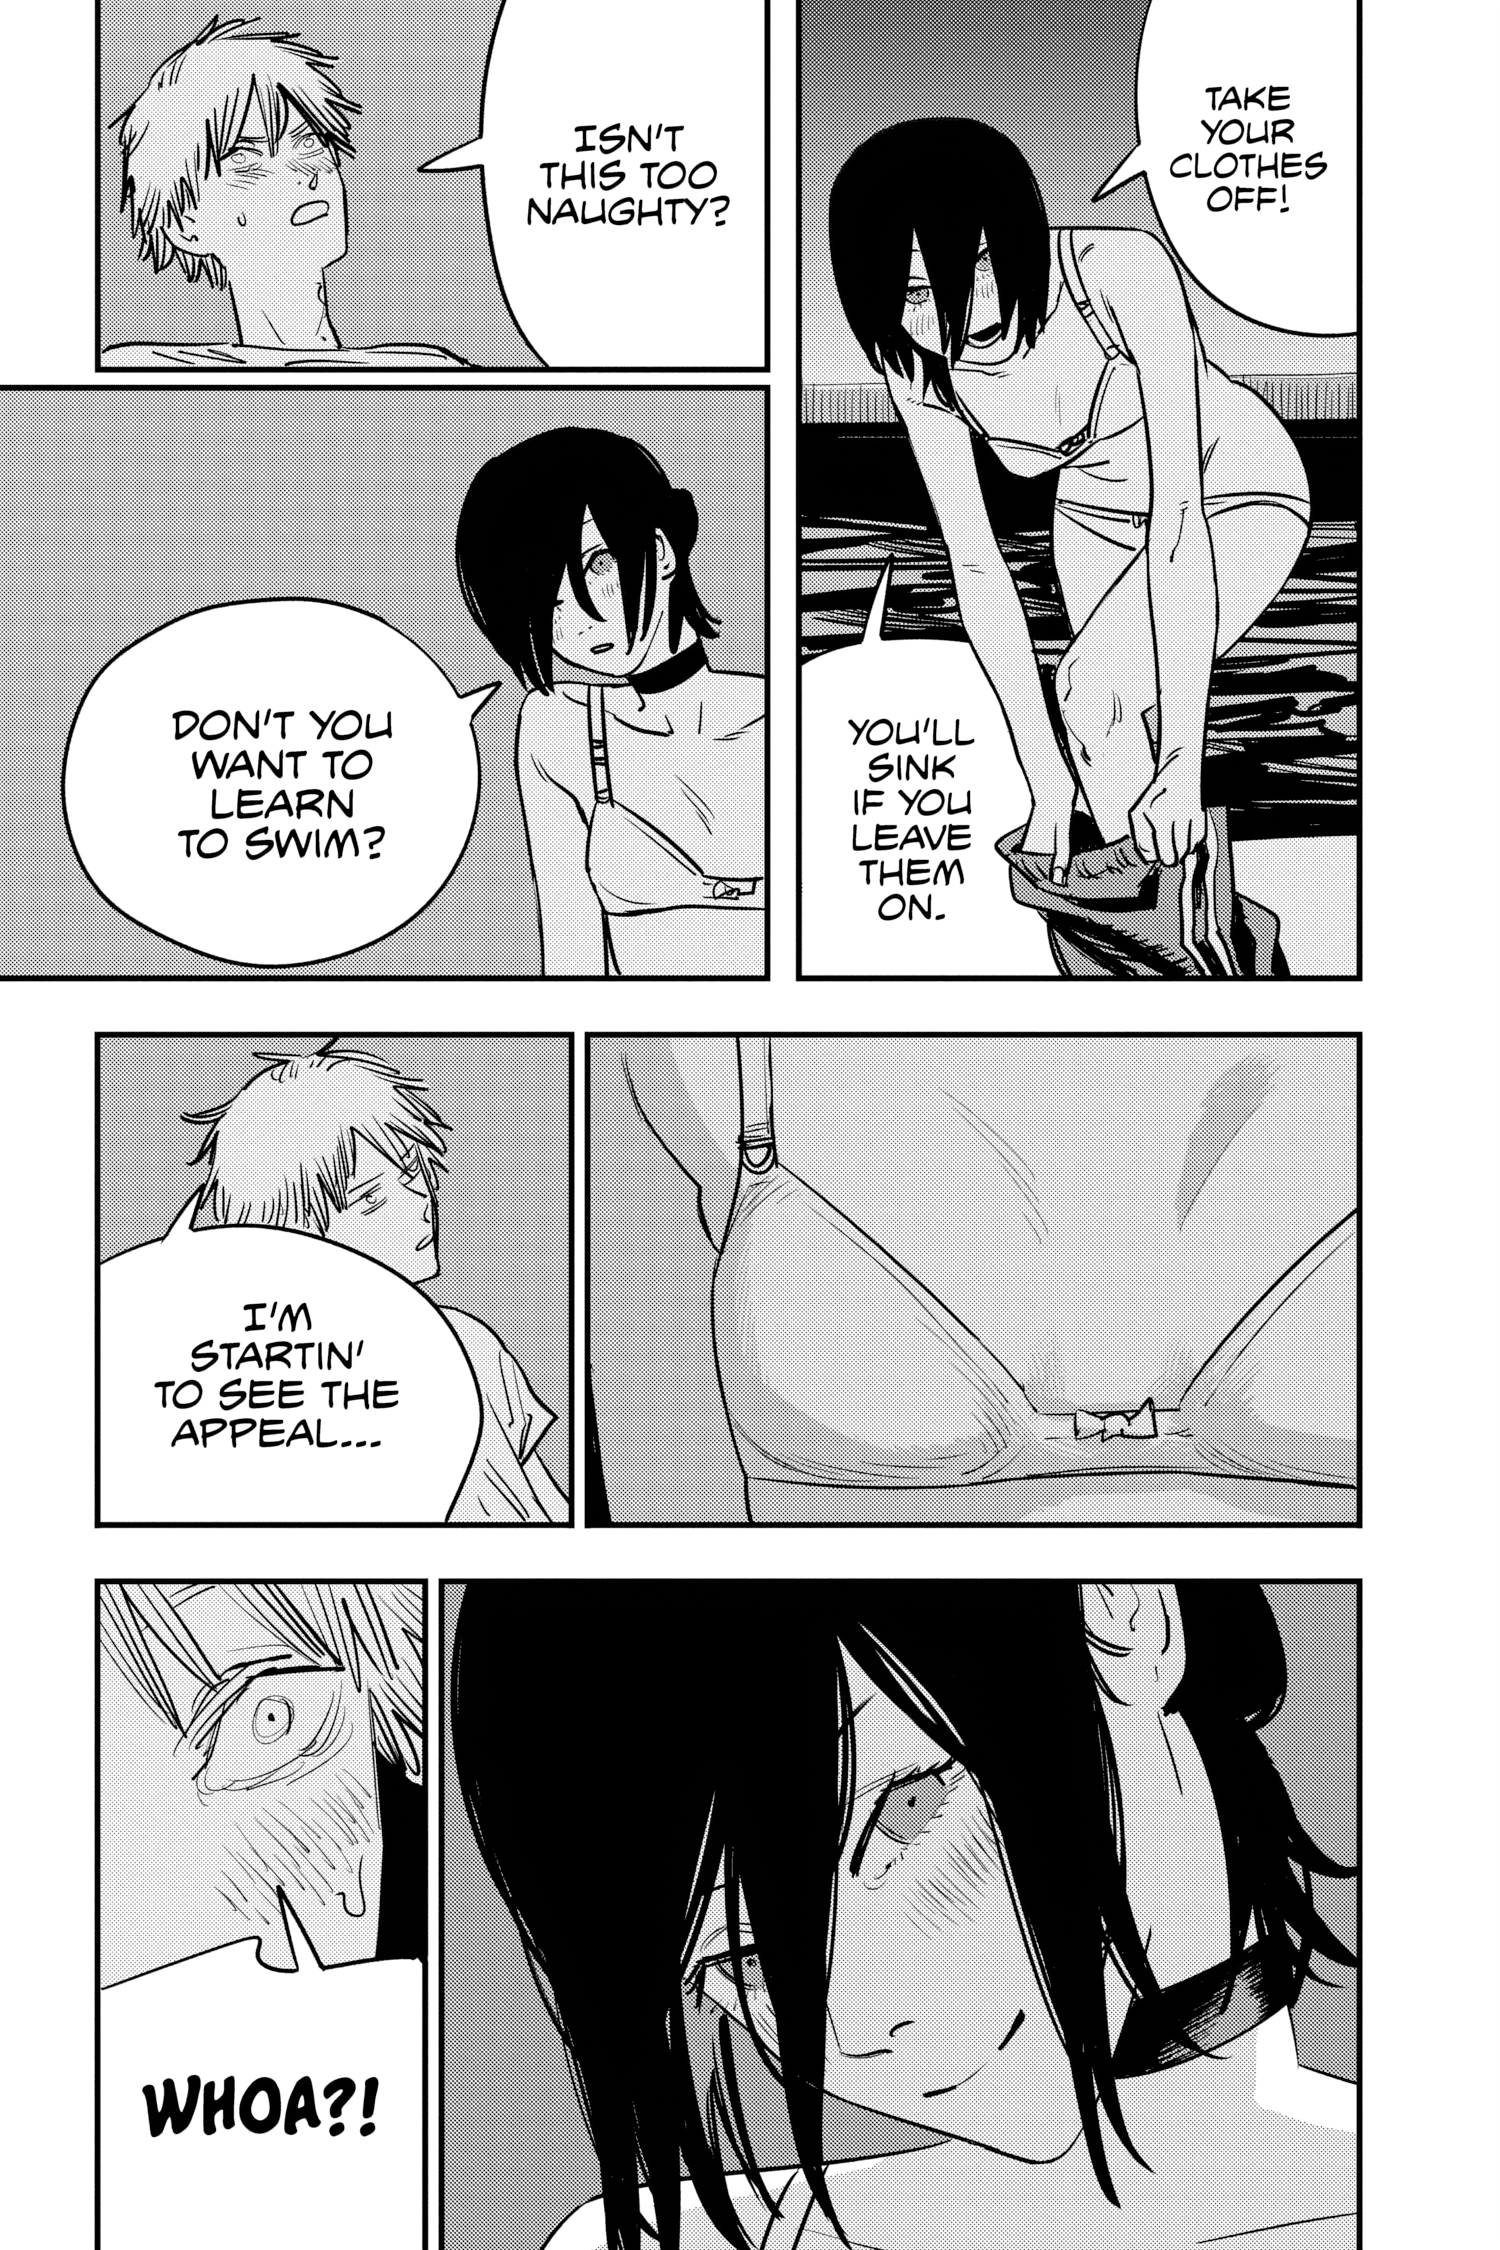 TAKE
YOUR
CLOTHES
OFF!
YOU'LL
SINK
IF YOU
LEAVE
THEM
ON.
ISN'T
THIS TOO
NAUGHTY?
DON'T YOU
WANT TO
LEARN
TO SWIM?
I'M
STARTIN'
TO SEE THE
APPEAL...
WHOA?!